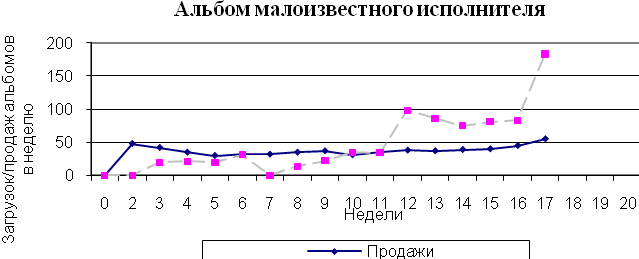 Альбом малоизвестного исполнителя
Загрузок/продаж альбомов
в неделю
200
150
100
50
0
0 2 3 4 5 6 7 8 9 10 11 12 13 14 15 16 17 18 19 20
Недели
Продажи